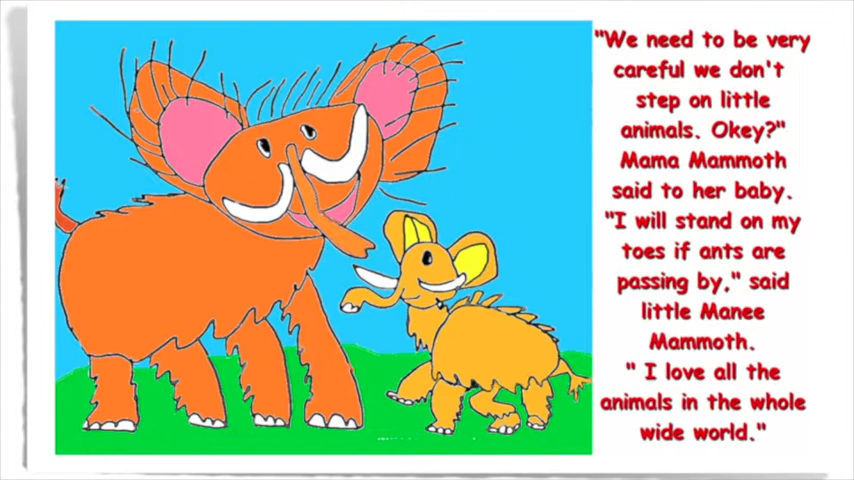 "We need to be very
careful we don't
step on little
animals. Okey?"
Mama Mammoth
said to her baby.
"I will stand on my
toes if ants are
passing by," said
little Manee
Mammoth.
" I love all the
animals in the whole
wide world."